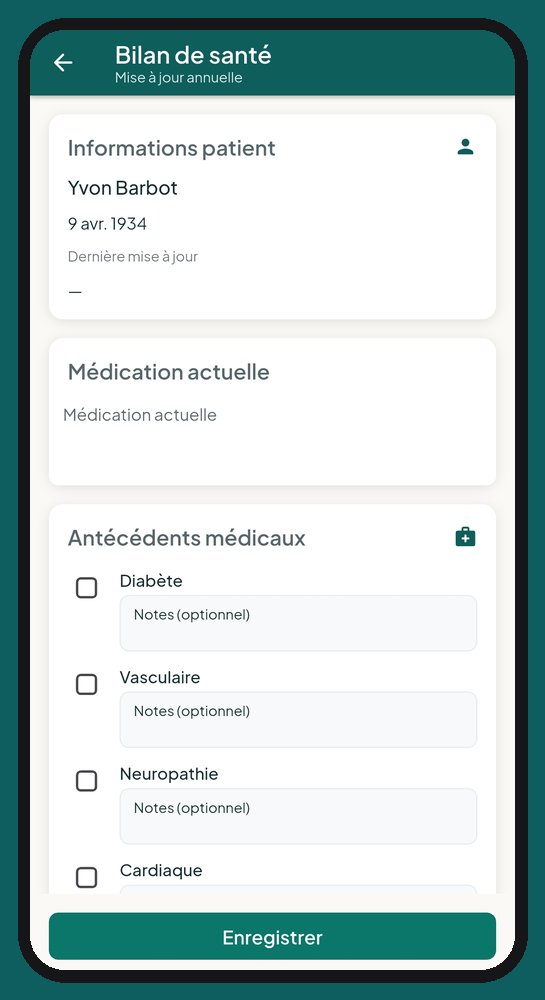 Bilan de santé
Mise à jour annuelle
Informations patient
Yvon Barbot
9 avr. 1934
Dernière mise à jour
—
Médication actuelle
Médication actuelle
Antécédents médicaux
Diabète
Notes (optionnel)
Vasculaire
Notes (optionnel)
Neuropathie
Notes (optionnel)
Cardiaque
Enregistrer